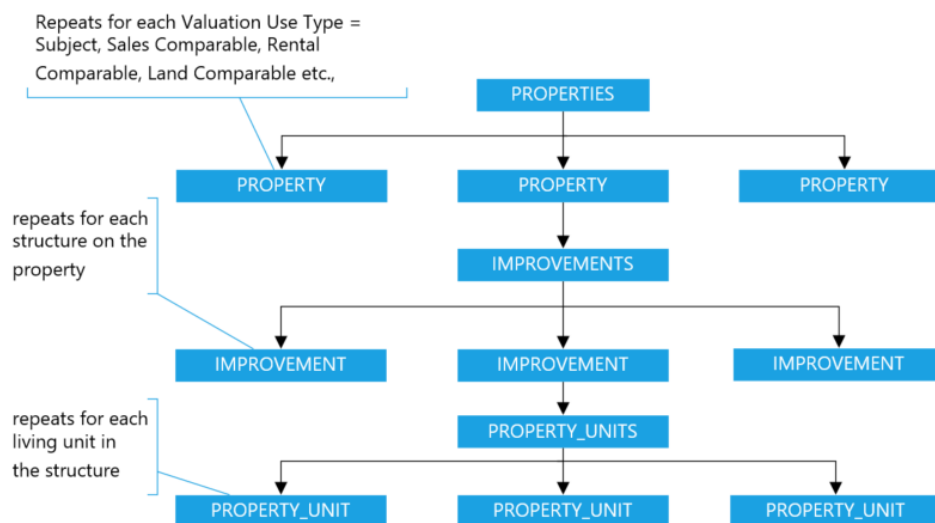 Repeats for each Valuation Use Type =
Subject, Sales Comparable, Rental
Comparable, Land Comparable etc.,
PROPERTIES
PROPERTY
PROPERTY
PROPERTY
repeats for each
structure on the
property
IMPROVEMENTS
IMPROVEMENT
IMPROVEMENT
IMPROVEMENT
repeats for each
living unit in
the structure
PROPERTY_UNITS
PROPERTY_UNIT
PROPERTY_UNIT
PROPERTY_UNIT